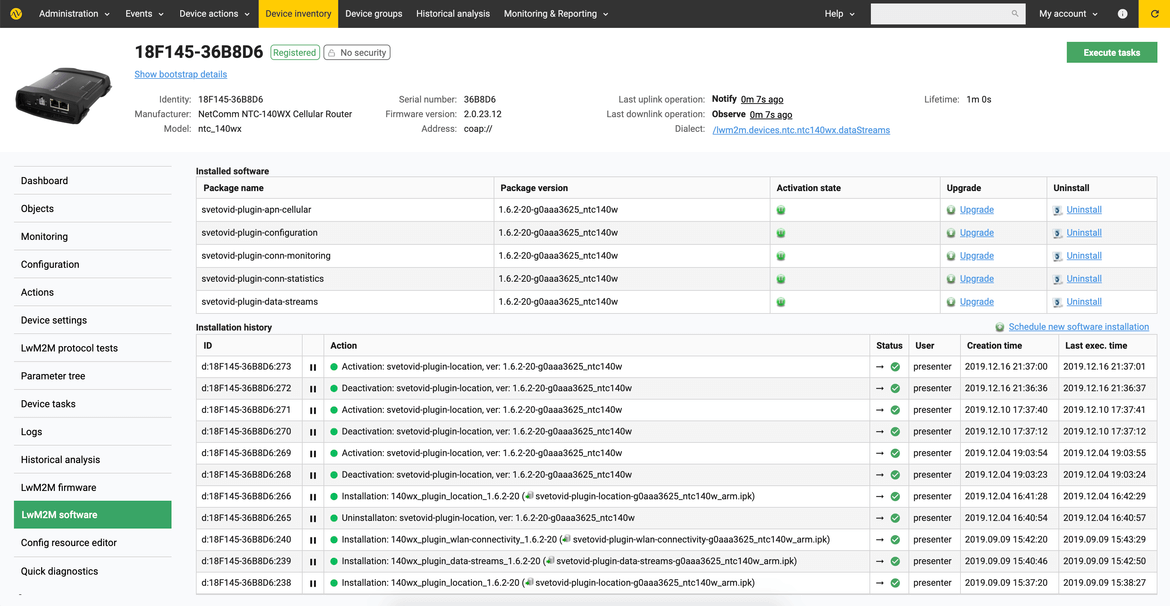 Administration Events Device actions Device inventory Device groups Historical analysis Monitoring & Reporting Help My account
18F145-36B8D6 Registered No security Execute tasks
Show bootstrap details
Identity: 18F145-36B8D6 Serial number: 36B8D6 Last uplink operation: Notify 0m 7s ago Lifetime: 1m 0s
Manufacturer: NetComm NTC-140WX Cellular Router Firmware version: 2.0.23.12 Last downlink operation: Observe 0m 7s ago
Model: ntc_140wx Address: coap:// Dialect: /lwm2m.devices.ntc.ntc140wx.dataStreams
Dashboard
Objects
Monitoring
Configuration
Actions
Device settings
LwM2M protocol tests
Parameter tree
Device tasks
Logs
Historical analysis
LwM2M firmware
LwM2M software
Config resource editor
Quick diagnostics
Installed software
Package name Package version Activation state Upgrade Uninstall
svetovid-plugin-apn-cellular 1.6.2-20-g0aaa3625_ntc140w Upgrade Uninstall
svetovid-plugin-configuration 1.6.2-20-g0aaa3625_ntc140w Upgrade Uninstall
svetovid-plugin-conn-monitoring 1.6.2-20-g0aaa3625_ntc140w Upgrade Uninstall
svetovid-plugin-conn-statistics 1.6.2-20-g0aaa3625_ntc140w Upgrade Uninstall
svetovid-plugin-data-streams 1.6.2-20-g0aaa3625_ntc140w Upgrade Uninstall
Installation history Schedule new software installation
ID Action Status User Creation time Last exec. time
d:18F145-36B8D6:273 Activation: svetovid-plugin-location, ver: 1.6.2-20-g0aaa3625_ntc140w presenter 2019.12.16 21:37:00 2019.12.16 21:37:01
d:18F145-36B8D6:272 Deactivation: svetovid-plugin-location, ver: 1.6.2-20-g0aaa3625_ntc140w presenter 2019.12.16 21:36:36 2019.12.16 21:36:37
d:18F145-36B8D6:271 Activation: svetovid-plugin-location, ver: 1.6.2-20-g0aaa3625_ntc140w presenter 2019.12.10 17:37:40 2019.12.10 17:37:41
d:18F145-36B8D6:270 Deactivation: svetovid-plugin-location, ver: 1.6.2-20-g0aaa3625_ntc140w presenter 2019.12.10 17:37:12 2019.12.10 17:37:12
d:18F145-36B8D6:269 Activation: svetovid-plugin-location, ver: 1.6.2-20-g0aaa3625_ntc140w presenter 2019.12.04 19:03:54 2019.12.04 19:03:55
d:18F145-36B8D6:268 Deactivation: svetovid-plugin-location, ver: 1.6.2-20-g0aaa3625_ntc140w presenter 2019.12.04 19:03:23 2019.12.04 19:03:24
d:18F145-36B8D6:266 Installation: 140wx_plugin_location_1.6.2-20 (svetovid-plugin-location-g0aaa3625_ntc140w_arm.ipk) presenter 2019.12.04 16:41:28 2019.12.04 16:42:29
d:18F145-36B8D6:265 Uninstallaton: svetovid-plugin-location, ver: 1.6.2-20-g0aaa3625_ntc140w presenter 2019.12.04 16:40:54 2019.12.04 16:40:57
d:18F145-36B8D6:240 Installation: 140wx_plugin_wlan-connectivity_1.6.2-20 (svetovid-plugin-wlan-connectivity-g0aaa3625_ntc140w_arm.ipk) presenter 2019.09.09 15:42:20 2019.09.09 15:43:29
d:18F145-36B8D6:239 Installation: 140wx_plugin_data-streams_1.6.2-20 (svetovid-plugin-data-streams-g0aaa3625_ntc140w_arm.ipk) presenter 2019.09.09 15:40:46 2019.09.09 15:42:50
d:18F145-36B8D6:238 Installation: 140wx_plugin_location_1.6.2-20 (svetovid-plugin-location-g0aaa3625_ntc140w_arm.ipk) presenter 2019.09.09 15:37:20 2019.09.09 15:38:27